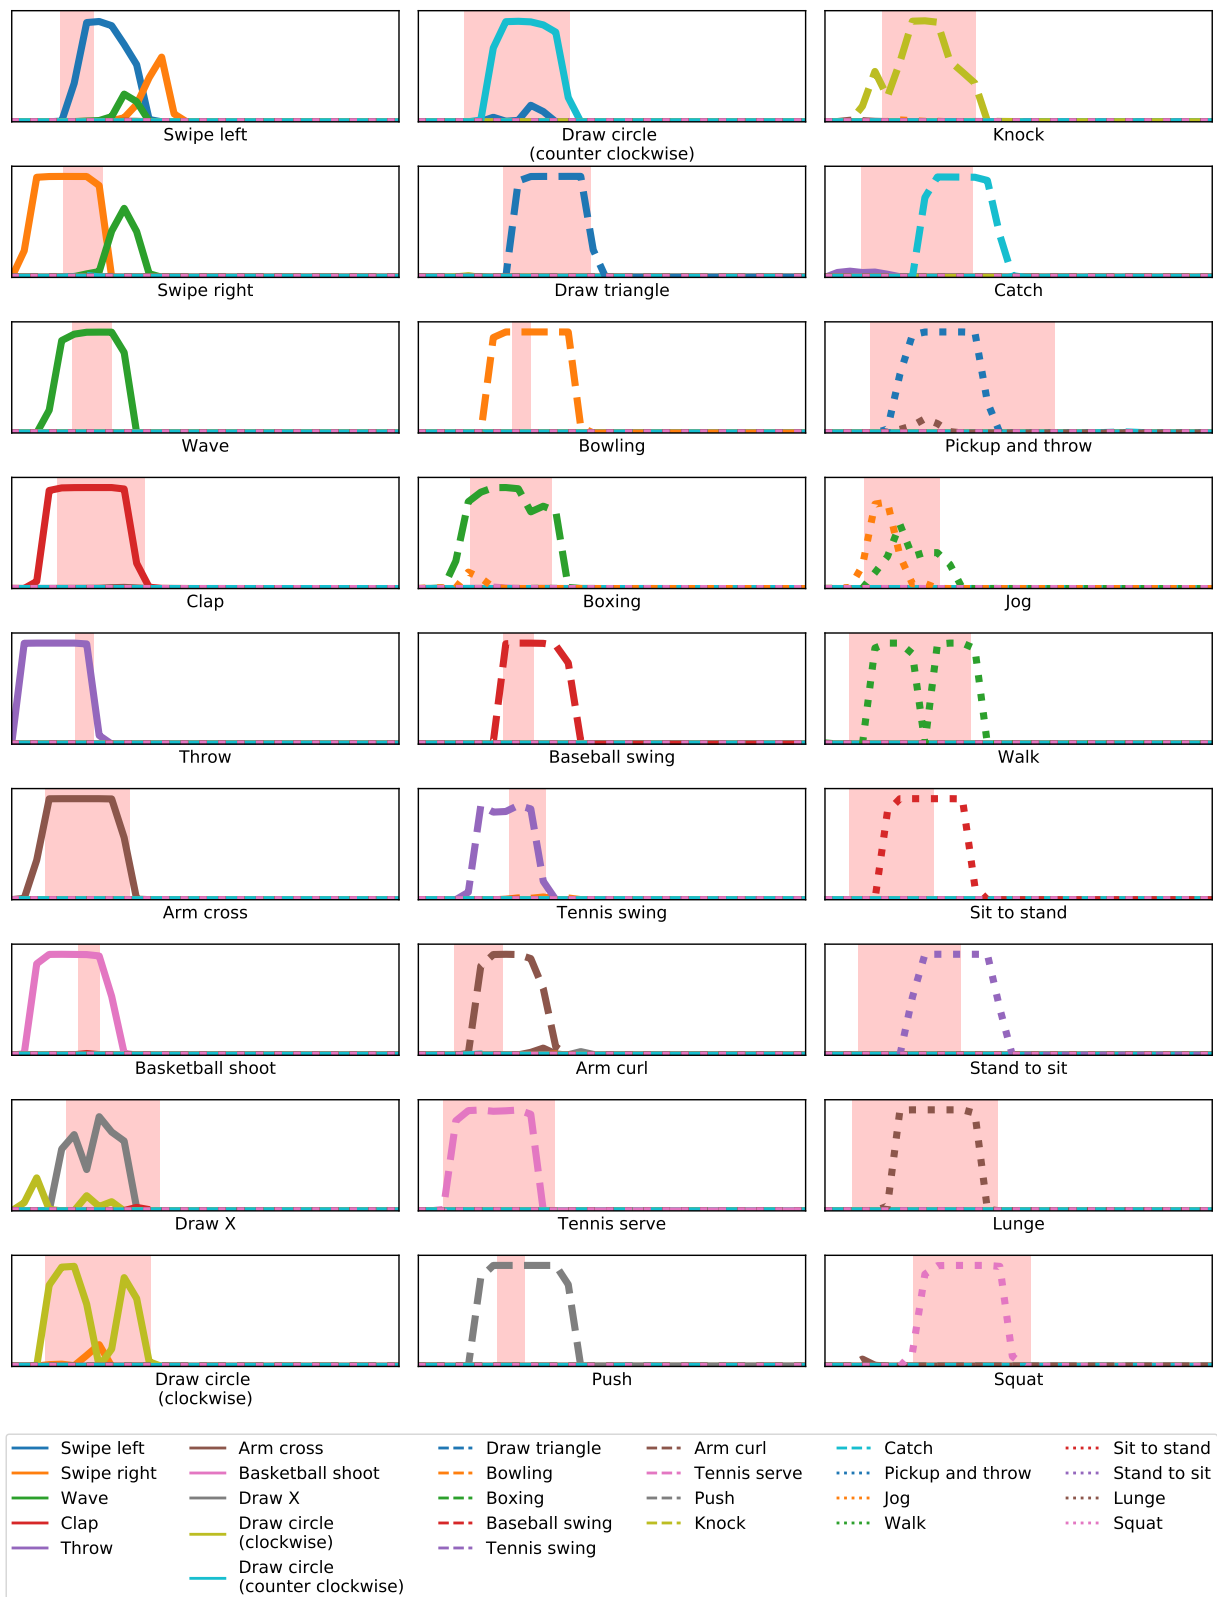 Swipe left
Draw circle
(counter clockwise)
Knock
Swipe right
Draw triangle
Catch
Wave
Bowling
Pickup and throw
Clap
Boxing
Jog
Throw
Baseball swing
Walk
Arm cross
Tennis swing
Sit to stand
Basketball shoot
Arm curl
Stand to sit
Draw X
Tennis serve
Lunge
Draw circle
(clockwise)
Push
Squat
Swipe left
Swipe right
Wave
Clap
Throw
Arm cross
Basketball shoot
Draw X
Draw circle
(clockwise)
Draw circle
(counter clockwise)
Draw triangle
Bowling
Boxing
Baseball swing
Tennis swing
Arm curl
Tennis serve
Push
Knock
Catch
Pickup and throw
Jog
Walk
Sit to stand
Stand to sit
Lunge
Squat